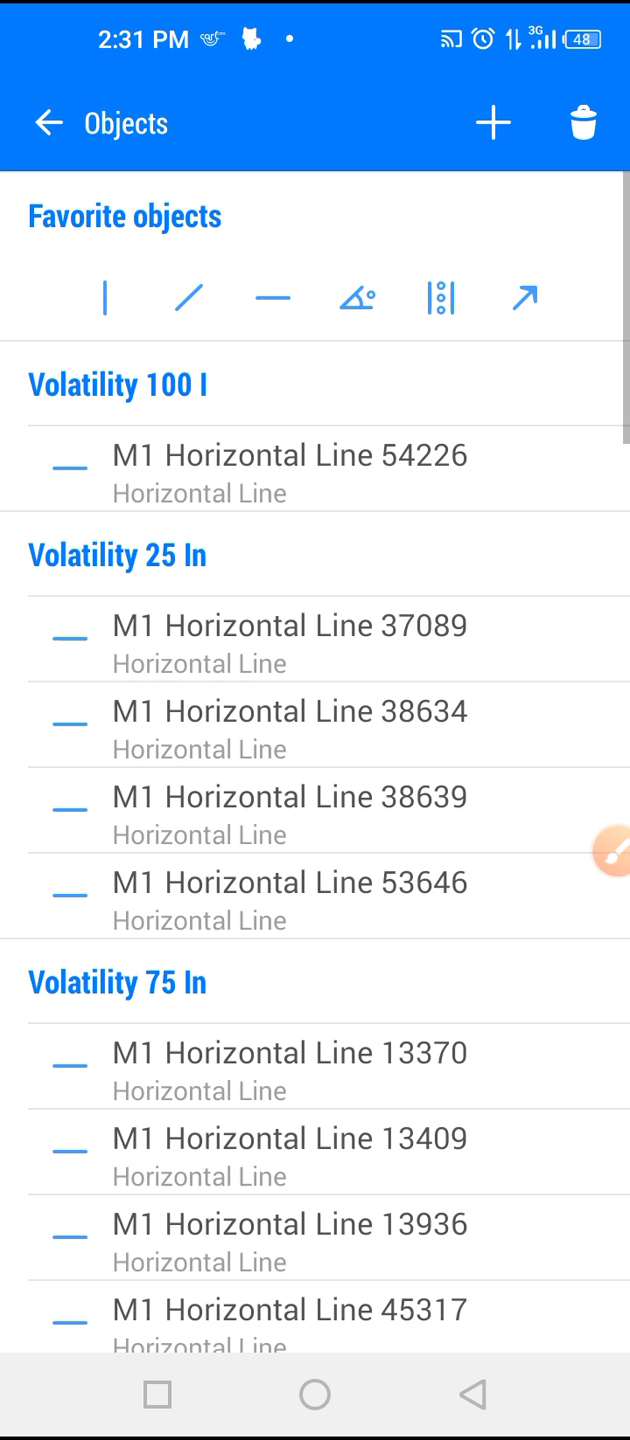 2:31 PM
3G
48
Objects
Favorite objects
Volatility 100 I
M1 Horizontal Line 54226
Horizontal Line
Volatility 25 In
M1 Horizontal Line 37089
Horizontal Line
M1 Horizontal Line 38634
Horizontal Line
M1 Horizontal Line 38639
Horizontal Line
M1 Horizontal Line 53646
Horizontal Line
Volatility 75 In
M1 Horizontal Line 13370
Horizontal Line
M1 Horizontal Line 13409
Horizontal Line
M1 Horizontal Line 13936
Horizontal Line
M1 Horizontal Line 45317
Horizontal Line